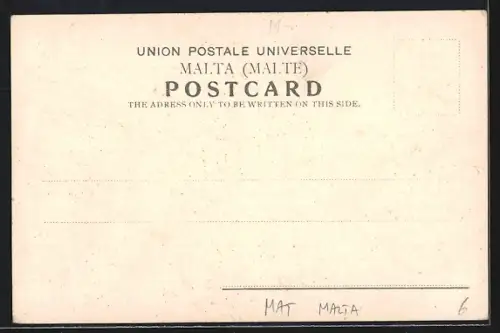 M
UNION POSTALE UNIVERSELLE
MALTA (MALTE)
POSTCARD
THE ADRESS ONLY TO BE WRITTEN ON THIS SIDE.
MAT MALTA 6